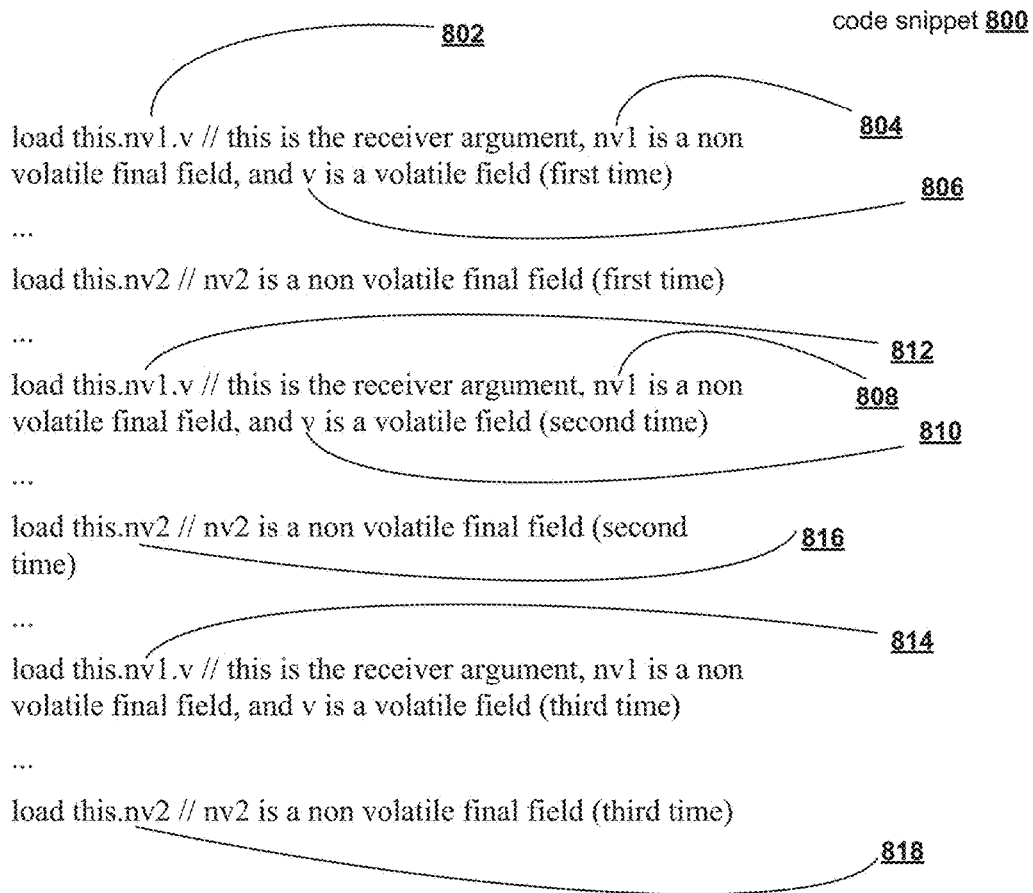 code snippet 800
802
804
load this.nv1.v // this is the receiver argument, nv1 is a non
volatile final field, and v is a volatile field (first time)
806
...
load this.nv2 // nv2 is a non volatile final field (first time)
...
812
load this.nv1.v // this is the receiver argument, nv1 is a non
808
volatile final field, and v is a volatile field (second time)
810
...
load this.nv2 // nv2 is a non volatile final field (second
816
time)
...
814
load this.nv1.v // this is the receiver argument, nv1 is a non
volatile final field, and v is a volatile field (third time)
...
load this.nv2 // nv2 is a non volatile final field (third time)
818